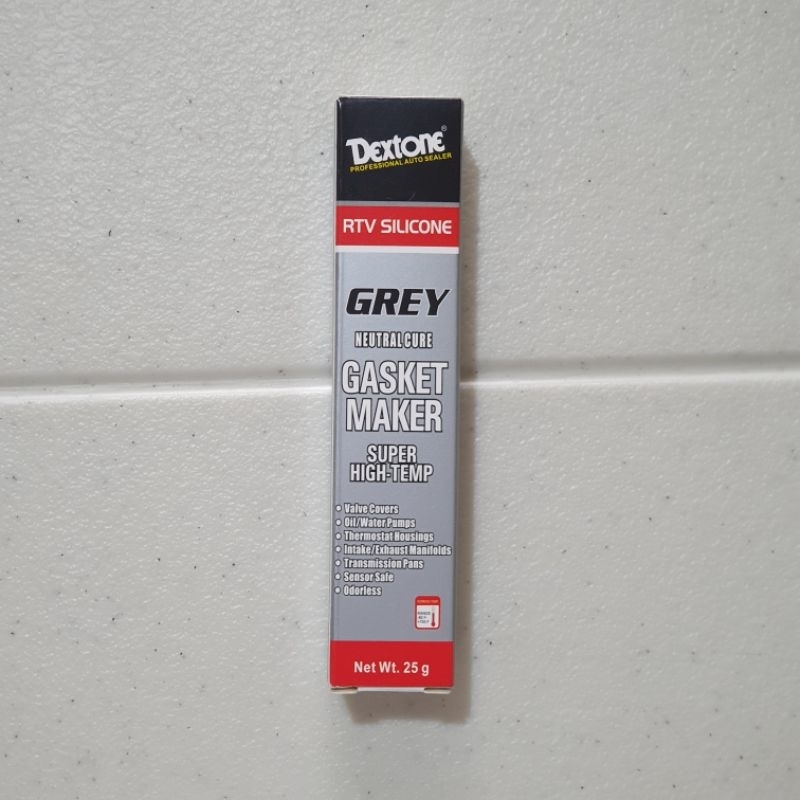 Dextone®
PROFESSIONAL AUTO SEALER
RTV SILICONE
GREY
NEUTRAL CURE
GASKET
MAKER
SUPER
HIGH-TEMP
• Valve Covers
• Oil/Water Pumps
• Thermostat Housings
• Intake/Exhaust Manifolds
• Transmission Pans
• Sensor Safe
• Odorless
Net Wt. 25 g